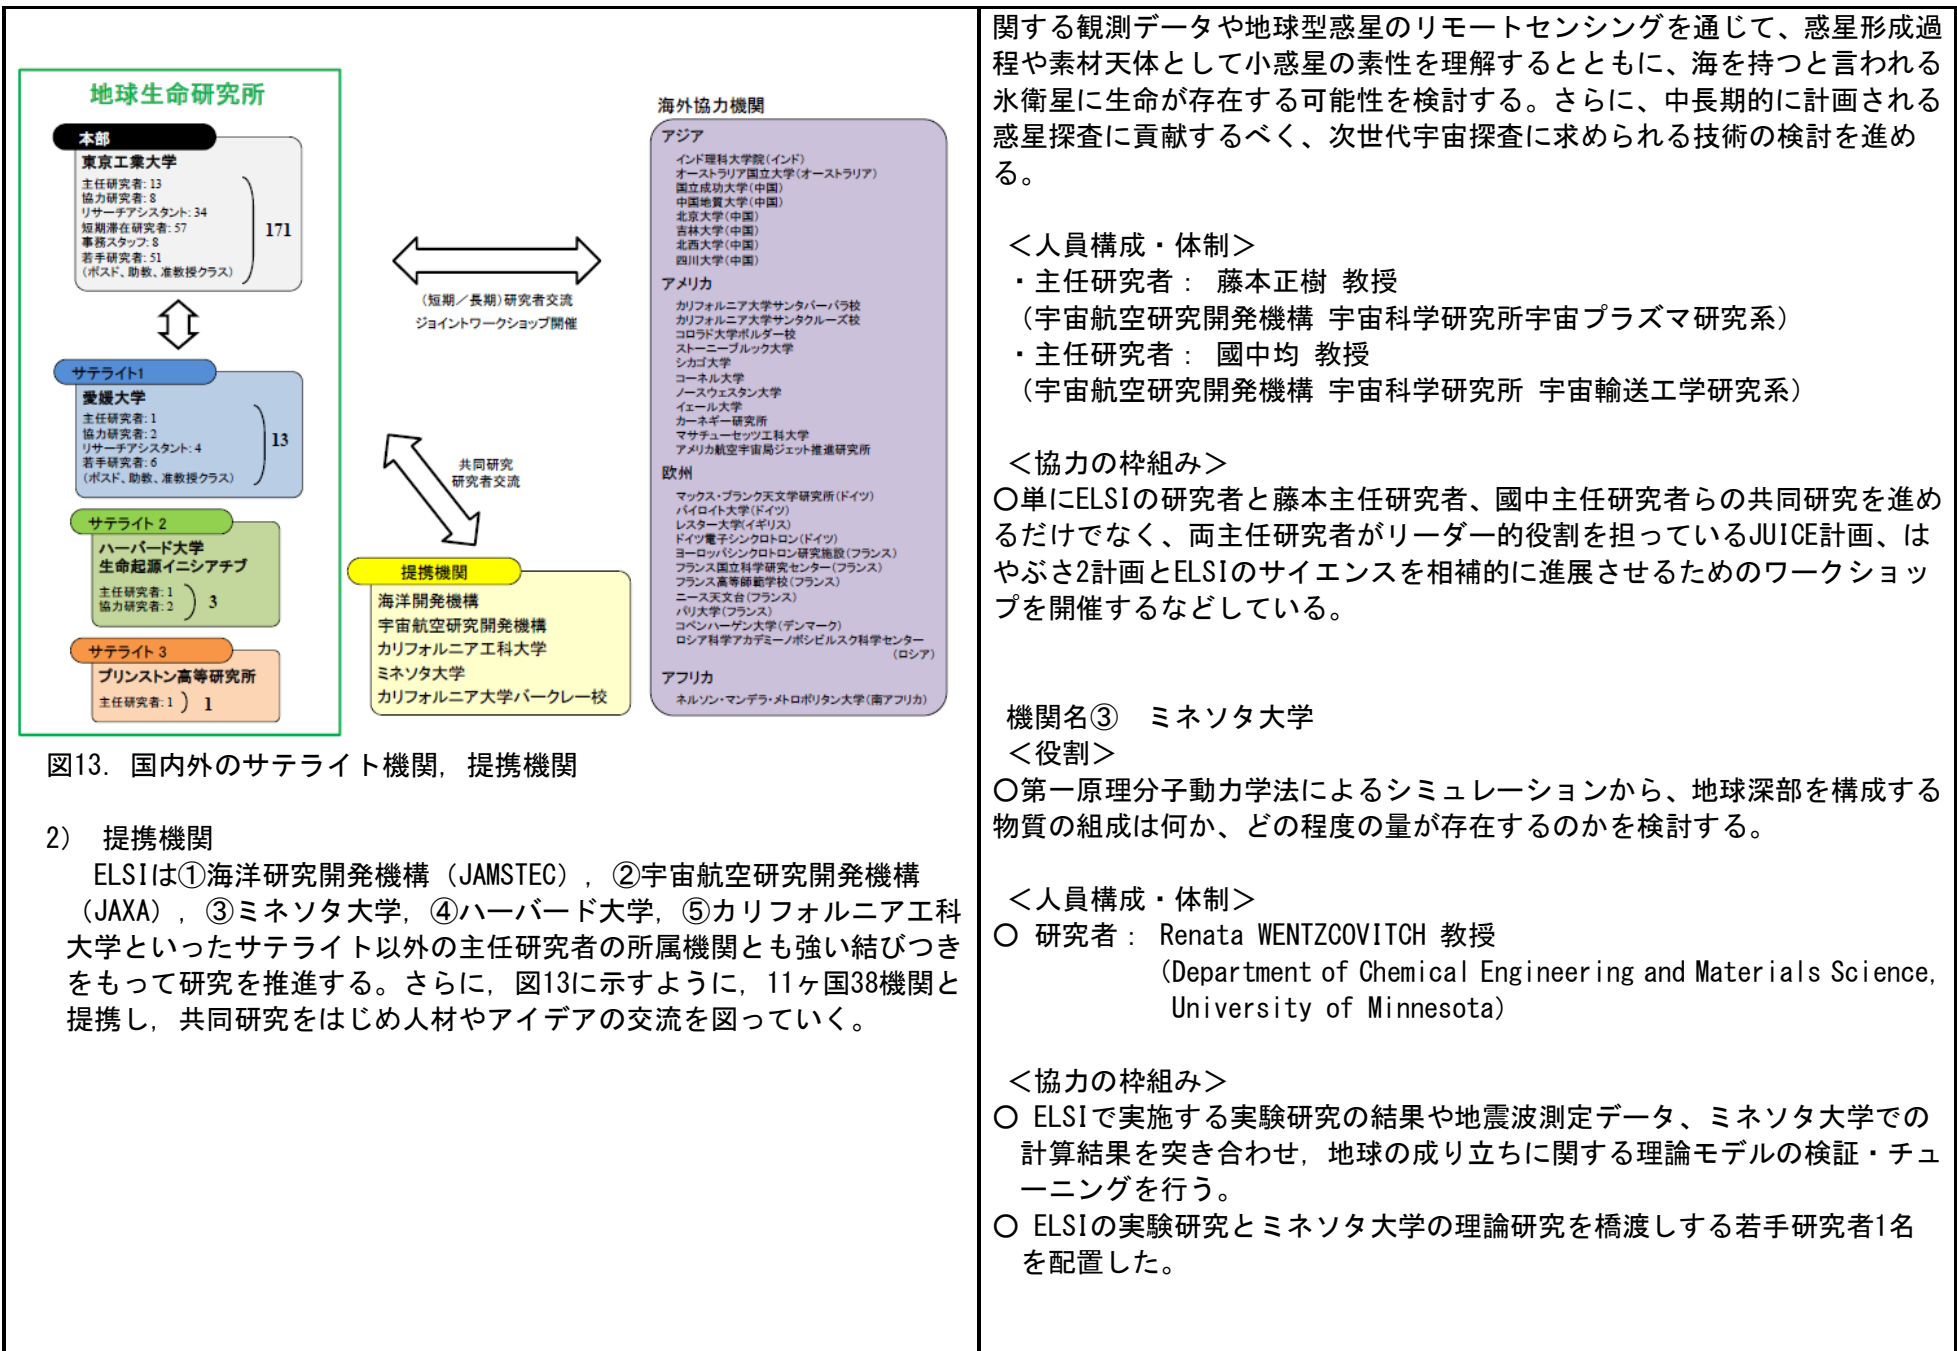 地球生命研究所
本部
東京工業大学
主任研究者: 13
協力研究者: 8
リサーチアシスタント: 34
短期滞在研究者: 57
事務スタッフ: 8
若手研究者: 51
(ポスド、助教、准教授クラス)
171
サテライト1
愛媛大学
主任研究者: 1
協力研究者: 2
リサーチアシスタント: 4
若手研究者: 6
(ポスド、助教、准教授クラス)
13
サテライト 2
ハーバード大学
生命起源イニシアチブ
主任研究者: 1
協力研究者: 2
3
サテライト 3
プリンストン高等研究所
主任研究者: 1
1
(短期/長期)研究者交流
ジョイントワークショップ開催
共同研究
研究者交流
提携機関
海洋開発機構
宇宙航空研究開発機構
カリフォルニア工科大学
ミネソタ大学
カリフォルニア大学バークレー校
海外協力機関
アジア
インド理科大学院(インド)
オーストラリア国立大学(オーストラリア)
国立成功大学(中国)
中国地質大学(中国)
北京大学(中国)
吉林大学(中国)
北西大学(中国)
四川大学(中国)
アメリカ
カリフォルニア大学サンタバーバラ校
カリフォルニア大学サンタクルーズ校
コロラド大学ボルダー校
ストーニーブルック大学
シカゴ大学
コーネル大学
ノースウェスタン大学
イェール大学
カーネギー研究所
マサチューセッツ工科大学
アメリカ航空宇宙局ジェット推進研究所
欧州
マックス・プランク天文学研究所(ドイツ)
バイロイト大学(ドイツ)
レスター大学(イギリス)
ドイツ電子シンクロトロン(ドイツ)
ヨーロッパシンクロトロン研究施設(フランス)
フランス国立科学研究センター(フランス)
フランス高等師範学校(フランス)
ニース天文台(フランス)
パリ大学(フランス)
コペンハーゲン大学(デンマーク)
ロシア科学アカデミーノボシビルスク科学センター
(ロシア)
アフリカ
ネルソン・マンデラ・メトロポリタン大学(南アフリカ)
図13. 国内外のサテライト機関, 提携機関
2) 提携機関
ELSIは①海洋研究開発機構(JAMSTEC), ②宇宙航空研究開発機構
(JAXA), ③ミネソタ大学, ④ハーバード大学, ⑤カリフォルニア工科
大学といったサテライト以外の主任研究者の所属機関とも強い結びつき
をもって研究を推進する。さらに, 図13に示すように, 11ヶ国38機関と
提携し, 共同研究をはじめ人材やアイデアの交流を図っていく。
関する観測データや地球型惑星のリモートセンシングを通じて、惑星形成過
程や素材天体として小惑星の素性を理解するとともに、海を持つと言われる
氷衛星に生命が存在する可能性を検討する。さらに、中長期的に計画される
惑星探査に貢献するべく、次世代宇宙探査に求められる技術の検討を進め
る。
<人員構成・体制>
・主任研究者: 藤本正樹 教授
(宇宙航空研究開発機構 宇宙科学研究所宇宙プラズマ研究系)
・主任研究者: 國中均 教授
(宇宙航空研究開発機構 宇宙科学研究所 宇宙輸送工学研究系)
<協力の枠組み>
○単にELSIの研究者と藤本主任研究者、國中主任研究者らの共同研究を進め
るだけでなく、両主任研究者がリーダー的役割を担っているJUICE計画、は
やぶさ2計画とELSIのサイエンスを相補的に進展させるためのワークショッ
プを開催するなどしている。
機関名③ ミネソタ大学
<役割>
○第一原理分子動力学法によるシミュレーションから、地球深部を構成する
物質の組成は何か、どの程度の量が存在するのかを検討する。
<人員構成・体制>
○ 研究者: Renata WENTZCOVITCH 教授
(Department of Chemical Engineering and Materials Science,
University of Minnesota)
<協力の枠組み>
○ ELSIで実施する実験研究の結果や地震波測定データ、ミネソタ大学での
計算結果を突き合わせ, 地球の成り立ちに関する理論モデルの検証・チュ
ーニングを行う。
○ ELSIの実験研究とミネソタ大学の理論研究を橋渡しする若手研究者1名
を配置した。